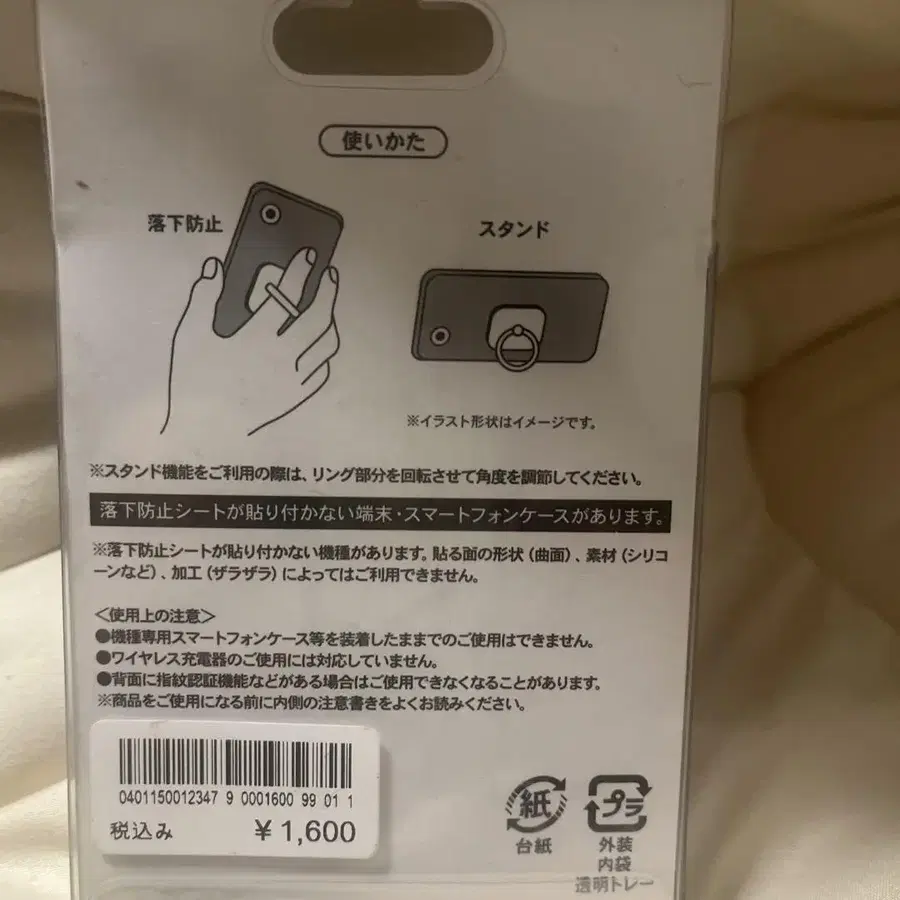 使いかた
落下防止
スタンド
※イラスト形状はイメージです。
※スタンド機能をご利用の際は、リング部分を回転させて角度を調節してください。
落下防止シートが貼り付かない端末・スマートフォンケースがあります。
※落下防止シートが貼り付かない機種があります。貼る面の形状（曲面）、素材（シリコ
ーンなど）、加工（ザラザラ）によってはご利用できません。
＜使用上の注意＞
●機種専用スマートフォンケース等を装着したままでのご使用はできません。
●ワイヤレス充電器のご使用には対応していません。
●背面に指紋認証機能などがある場合はご使用できなくなることがあります。
※商品をご使用になる前に内側の注意書きをよくお読みください。
0401150012347 9 0001600 99 01 1
税込み ¥1,600
紙
台紙
プラ
外装
内袋
透明トレー